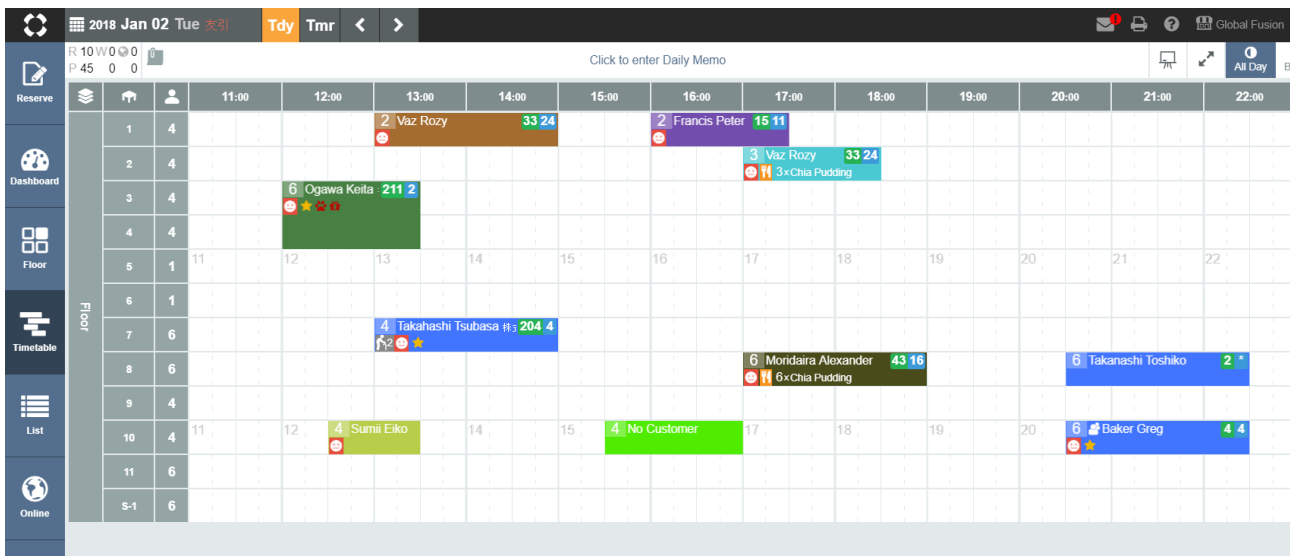 2018 Jan 02 Tue 友引 Tdy Tmr Global Fusion
R 10 W 0 0
P 45 0 0
0
Click to enter Daily Memo
All Day
Reserve
Dashboard
Floor
Timetable
List
Online
11:00 12:00 13:00 14:00 15:00 16:00 17:00 18:00 19:00 20:00 21:00 22:00
Floor
1 4
2 Vaz Rozy 33 24
2 Francis Peter 15 11
2 4
3 Vaz Rozy 33 24
3×Chia Pudding
3 4
6 Ogawa Keita 211 2
4 4
5 1
11 12 13 14 15 16 17 18 19 20 21 22
6 1
7 6
4 Takahashi Tsubasa 204 4
2
8 6
6 Moridaira Alexander 43 16
6×Chia Pudding
6 Takanashi Toshiko 2 *
9 4
10 4
11 12 14 15 17 18 19 20
4 Sumii Eiko
4 No Customer
6 Baker Greg 4 4
11 6
S-1 6